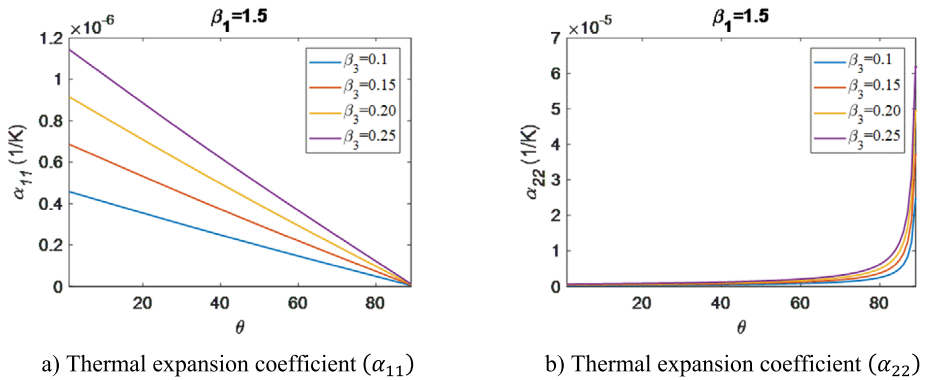 β₁=1.5
×10⁻⁶
1.2
1
0.8
0.6
0.4
0.2
0
α₁₁ (1/K)
β₃=0.1
β₃=0.15
β₃=0.20
β₃=0.25
20 40 60 80
θ
a) Thermal expansion coefficient (α₁₁)
β₁=1.5
×10⁻⁵
7
6
5
4
3
2
1
0
α₂₂ (1/K)
β₃=0.1
β₃=0.15
β₃=0.20
β₃=0.25
20 40 60 80
θ
b) Thermal expansion coefficient (α₂₂)